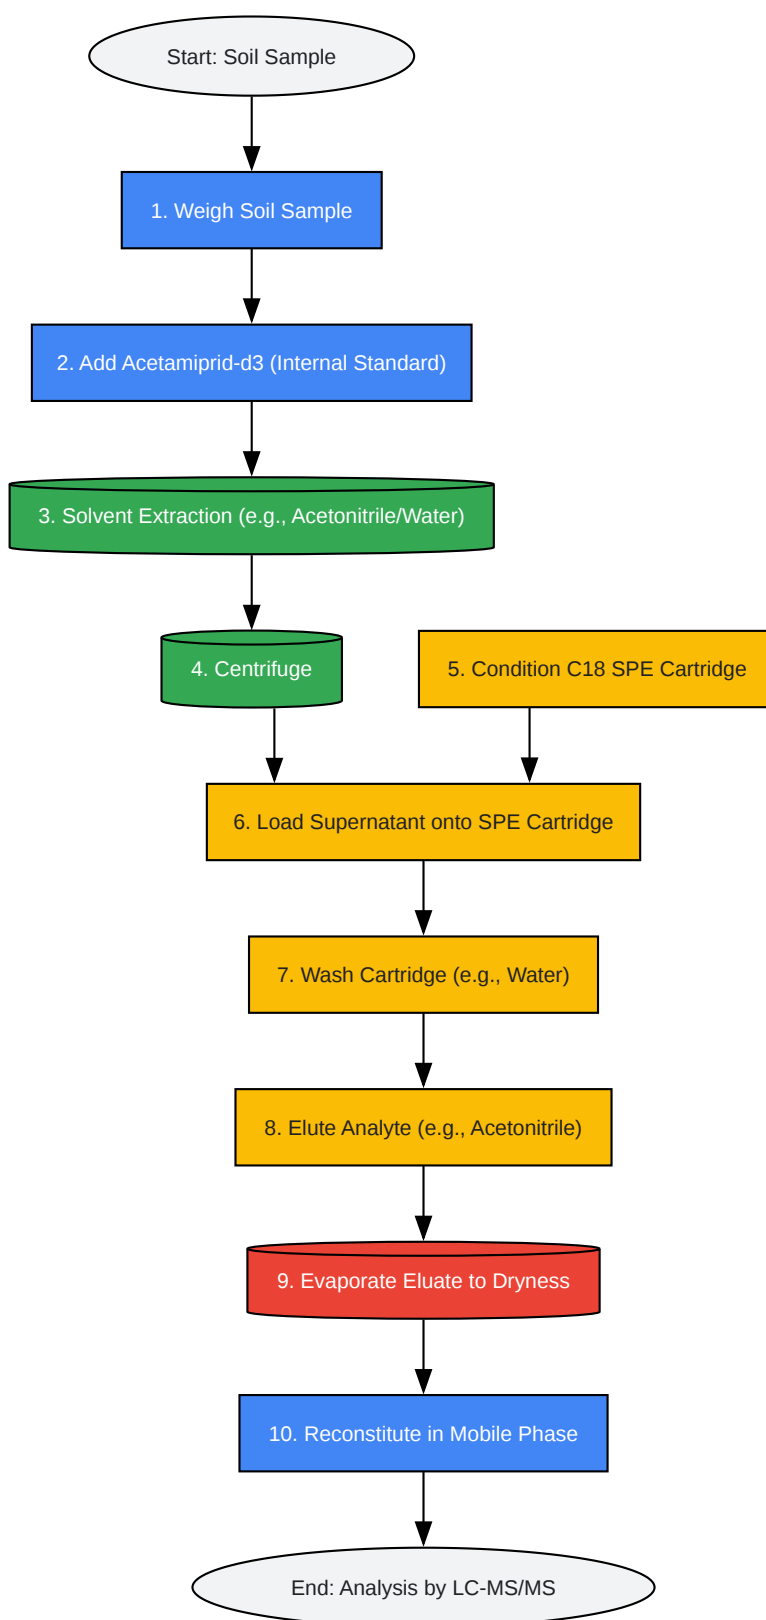 Start: Soil Sample
1. Weigh Soil Sample
2. Add Acetamiprid-d3 (Internal Standard)
3. Solvent Extraction (e.g., Acetonitrile/Water)
4. Centrifuge
5. Condition C18 SPE Cartridge
6. Load Supernatant onto SPE Cartridge
7. Wash Cartridge (e.g., Water)
8. Elute Analyte (e.g., Acetonitrile)
9. Evaporate Eluate to Dryness
10. Reconstitute in Mobile Phase
End: Analysis by LC-MS/MS